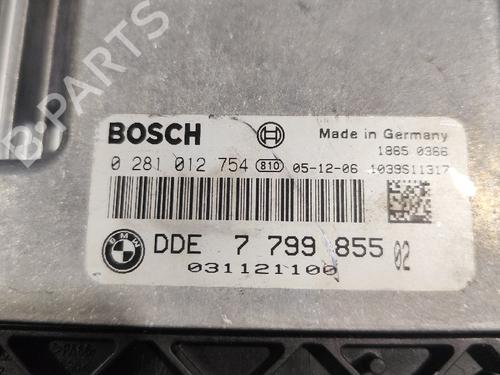 B-PARTS
BOSCH
Made in Germany
1865 0366
0 281 012 754 810 05-12-06 1039S11317
BMW
DDE 7 799 855 02
031121100